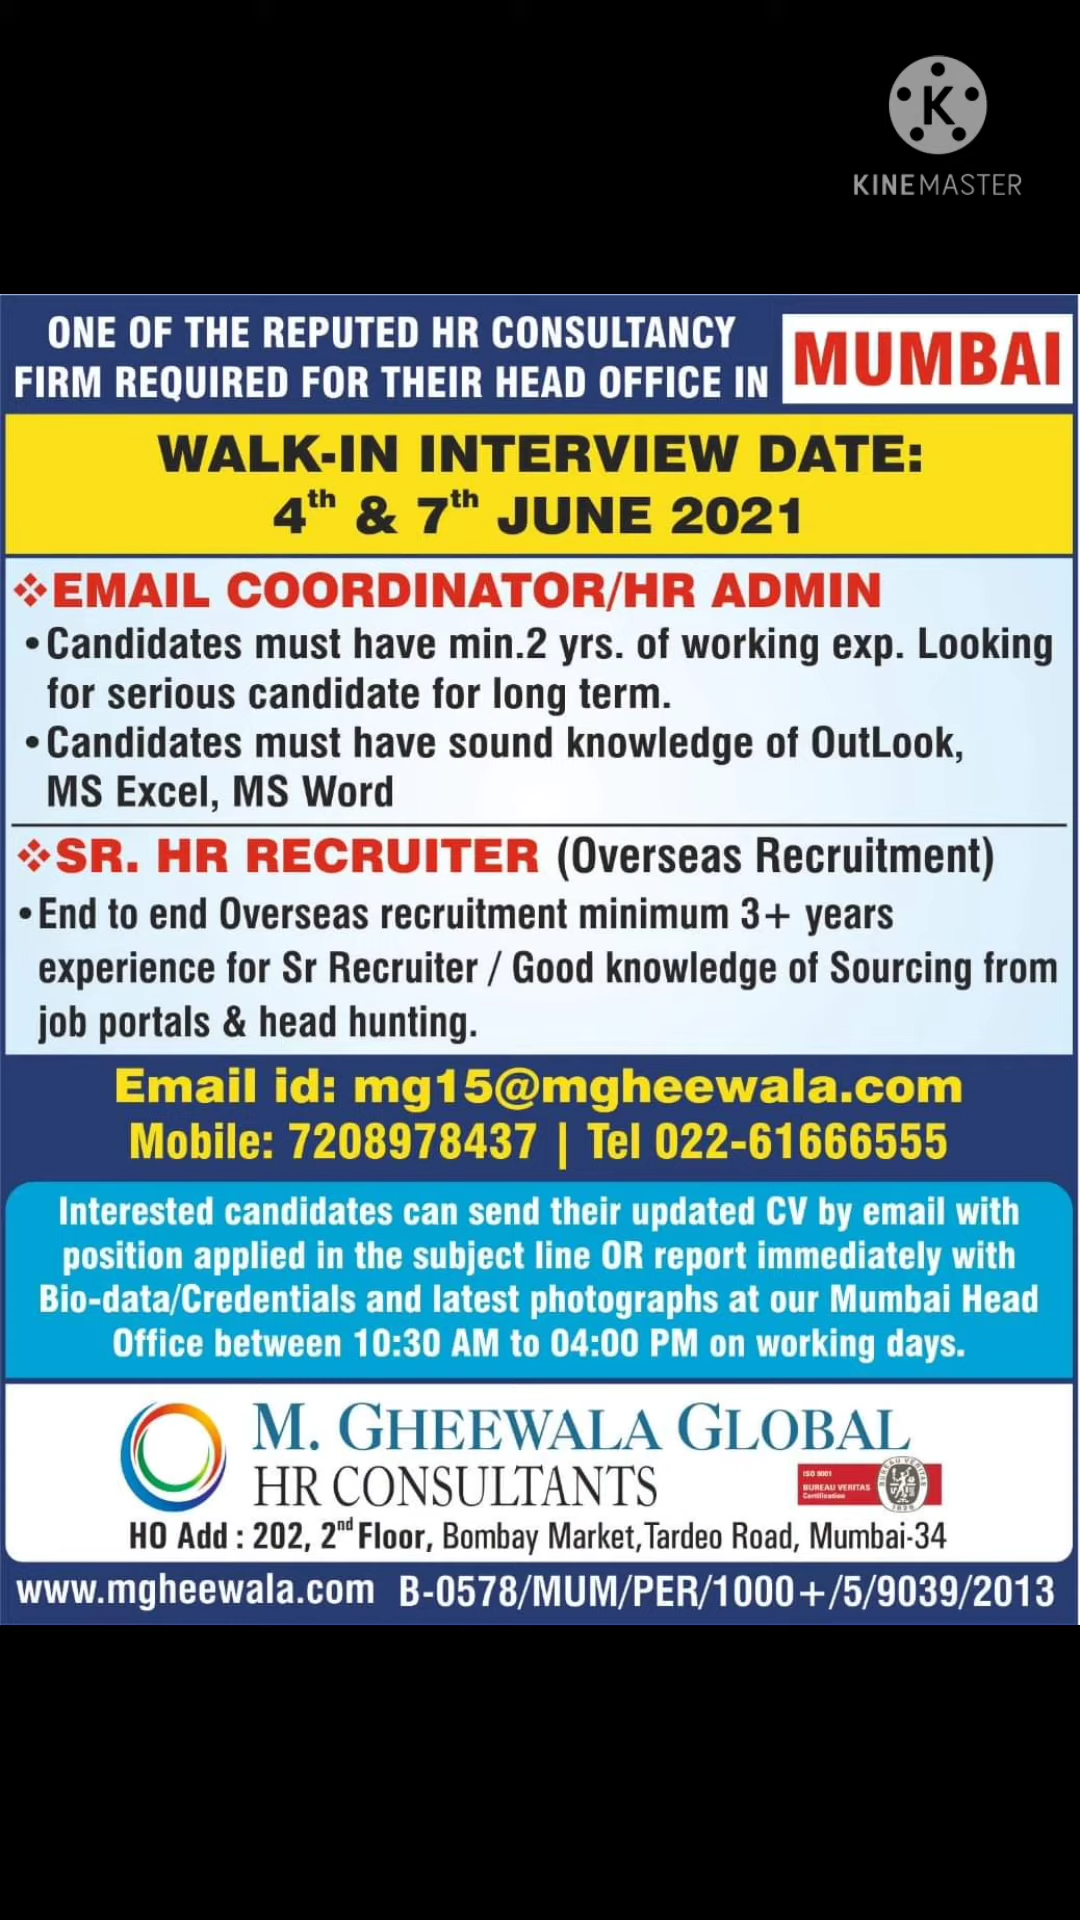 K
KINEMASTER
ONE OF THE REPUTED HR CONSULTANCY
FIRM REQUIRED FOR THEIR HEAD OFFICE IN
MUMBAI
WALK-IN INTERVIEW DATE:
4th & 7th JUNE 2021
❖EMAIL COORDINATOR/HR ADMIN
• Candidates must have min.2 yrs. of working exp. Looking
for serious candidate for long term.
• Candidates must have sound knowledge of OutLook,
MS Excel, MS Word
❖SR. HR RECRUITER (Overseas Recruitment)
• End to end Overseas recruitment minimum 3+ years
experience for Sr Recruiter / Good knowledge of Sourcing from
job portals & head hunting.
Email id: mg15@mgheewala.com
Mobile: 7208978437 | Tel 022-61666555
Interested candidates can send their updated CV by email with
position applied in the subject line OR report immediately with
Bio-data/Credentials and latest photographs at our Mumbai Head
Office between 10:30 AM to 04:00 PM on working days.
M. GHEEWALA GLOBAL
HR CONSULTANTS
ISO 9001
BUREAU VERITAS
Certification
BUREAU VERITAS
1828
HO Add : 202, 2nd Floor, Bombay Market, Tardeo Road, Mumbai-34
www.mgheewala.com B-0578/MUM/PER/1000+/5/9039/2013